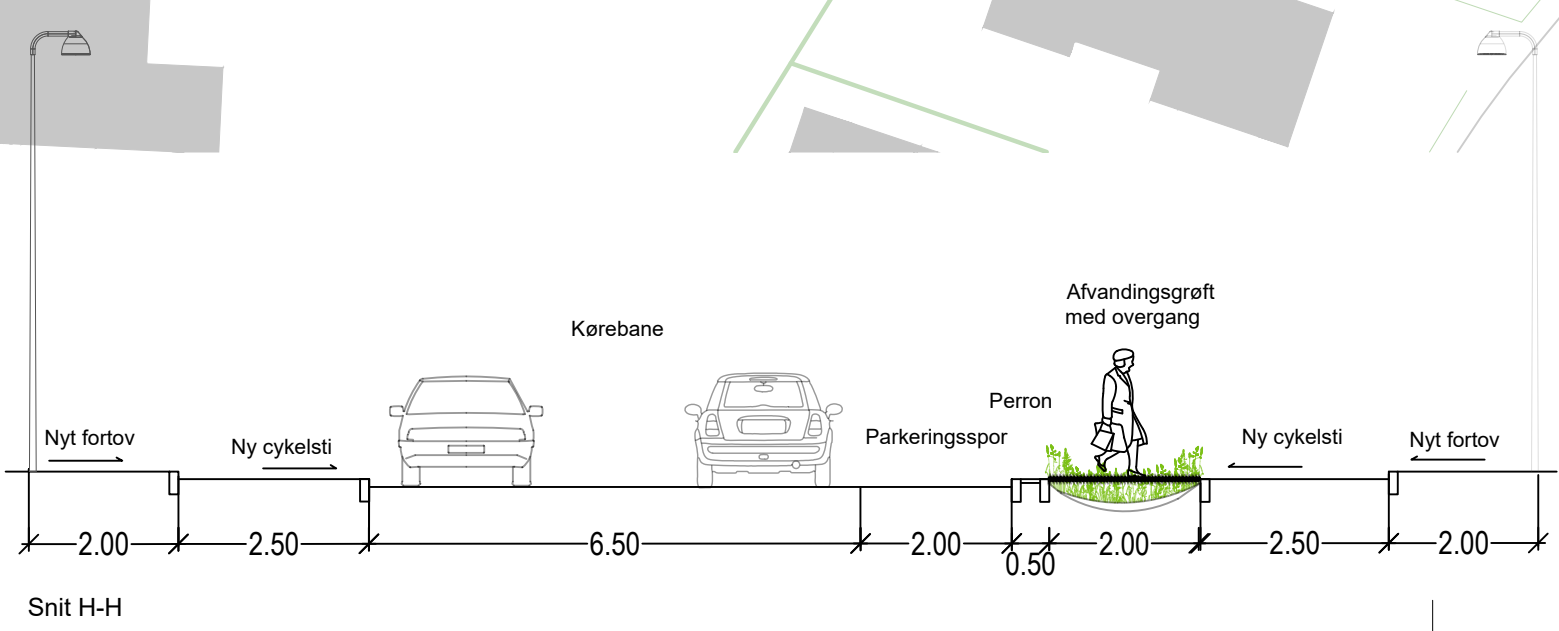 Afvandingsgrøft
med overgang
Kørebane
Perron
Nyt fortov
Ny cykelsti
Parkeringsspor
Ny cykelsti
Nyt fortov
2.00
2.50
6.50
2.00
0.50
2.00
2.50
2.00
Snit H-H